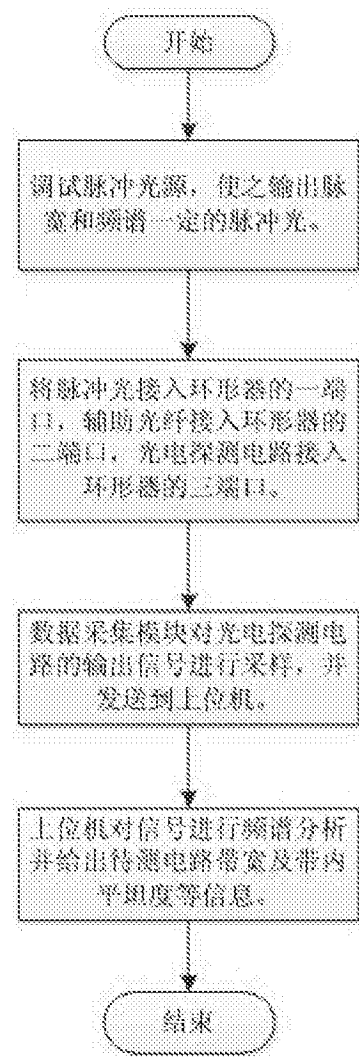 开始
调试脉冲光源，使之输出脉
宽和频谱一定的脉冲光。
将脉冲光接入环形器的一端
口，辅助光纤接入环形器的
二端口，光电探测电路接入
环形器的三端口。
数据采集模块对光电探测电
路的输出信号进行采样，并
发送到上位机。
上位机对信号进行频谱分析
并给出待测电路带宽及带内
平坦度等信息。
结束